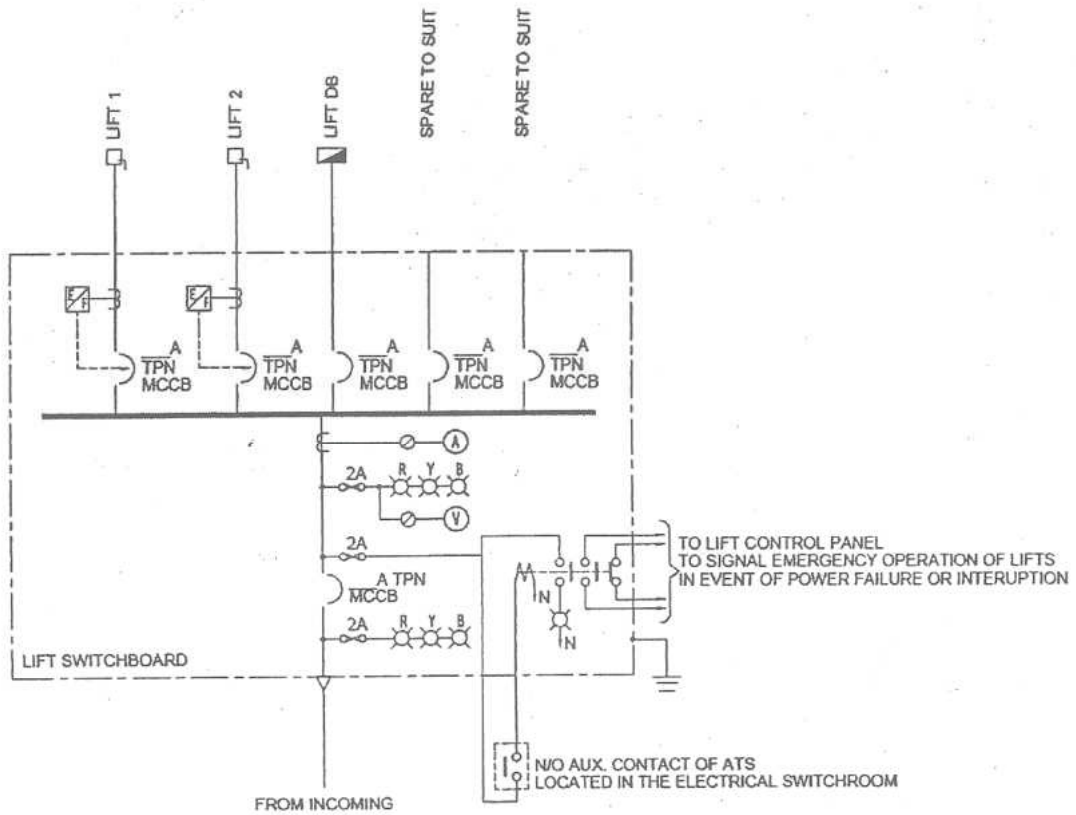 LIFT 1
LIFT 2
LIFT DB
SPARE TO SUIT
SPARE TO SUIT
E/F
E/F
A
TPN
MCCB
A
TPN
MCCB
A
TPN
MCCB
A
TPN
MCCB
A
TPN
MCCB
A
2A
R Y B
V
2A
A TPN
MCCB
2A
R Y B
N
N
TO LIFT CONTROL PANEL
TO SIGNAL EMERGENCY OPERATION OF LIFTS
IN EVENT OF POWER FAILURE OR INTERUPTION
LIFT SWITCHBOARD
N/O AUX. CONTACT OF ATS
LOCATED IN THE ELECTRICAL SWITCHROOM
FROM INCOMING